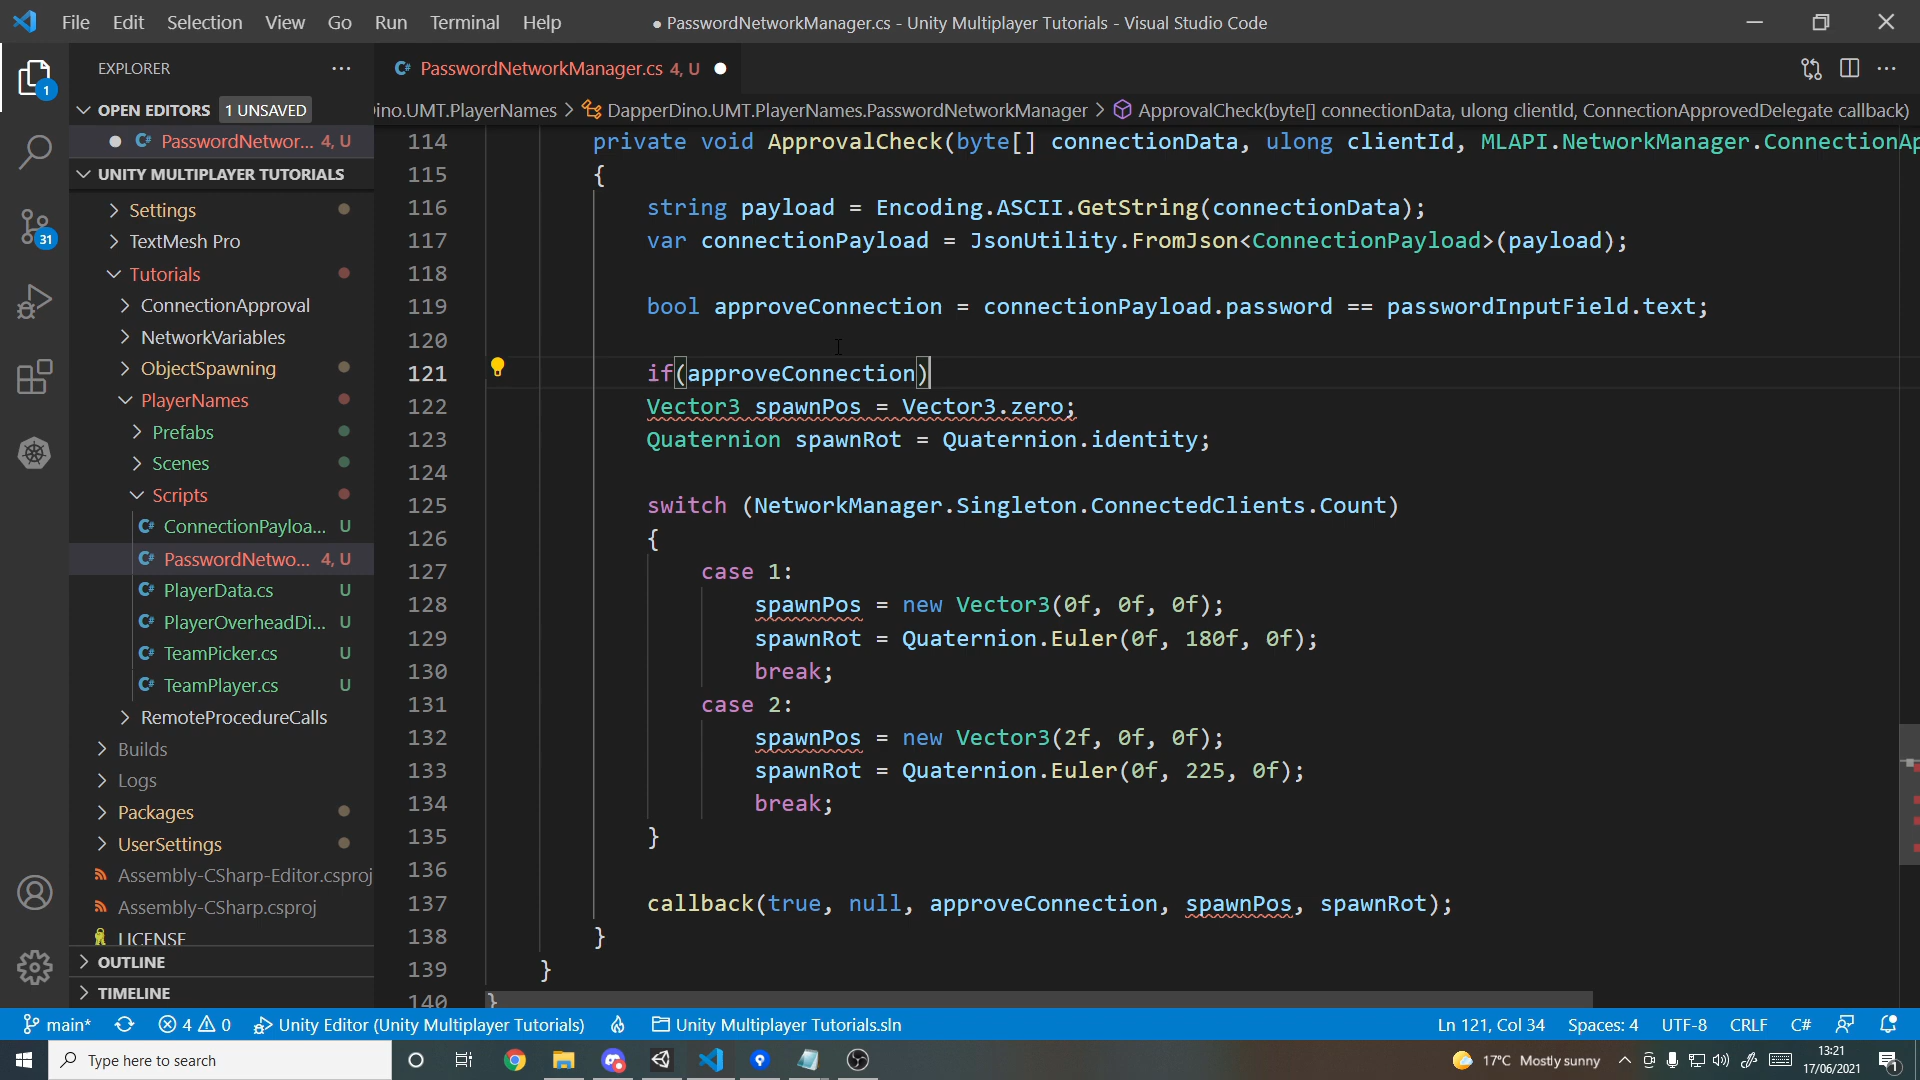 File Edit Selection View Go Run Terminal Help
● PasswordNetworkManager.cs - Unity Multiplayer Tutorials - Visual Studio Code
EXPLORER
PasswordNetworkManager.cs 4, U
OPEN EDITORS 1 UNSAVED
PasswordNetwor... 4, U
ino.UMT.PlayerNames > DapperDino.UMT.PlayerNames.PasswordNetworkManager > ApprovalCheck(byte[] connectionData, ulong clientId, ConnectionApprovedDelegate callback)
UNITY MULTIPLAYER TUTORIALS
Settings
TextMesh Pro
Tutorials
ConnectionApproval
NetworkVariables
ObjectSpawning
PlayerNames
Prefabs
Scenes
Scripts
ConnectionPayloa... U
PasswordNetwo... 4, U
PlayerData.cs U
PlayerOverheadDi... U
TeamPicker.cs U
TeamPlayer.cs U
RemoteProcedureCalls
Builds
Logs
Packages
UserSettings
Assembly-CSharp-Editor.csproj
Assembly-CSharp.csproj
LICENSE
OUTLINE
TIMELINE
1
31
114 private void ApprovalCheck(byte[] connectionData, ulong clientId, MLAPI.NetworkManager.ConnectionAp
115 {
116 string payload = Encoding.ASCII.GetString(connectionData);
117 var connectionPayload = JsonUtility.FromJson<ConnectionPayload>(payload);
118
119 bool approveConnection = connectionPayload.password == passwordInputField.text;
120
121 if(approveConnection)
122 Vector3 spawnPos = Vector3.zero;
123 Quaternion spawnRot = Quaternion.identity;
124
125 switch (NetworkManager.Singleton.ConnectedClients.Count)
126 {
127 case 1:
128 spawnPos = new Vector3(0f, 0f, 0f);
129 spawnRot = Quaternion.Euler(0f, 180f, 0f);
130 break;
131 case 2:
132 spawnPos = new Vector3(2f, 0f, 0f);
133 spawnRot = Quaternion.Euler(0f, 225, 0f);
134 break;
135 }
136
137 callback(true, null, approveConnection, spawnPos, spawnRot);
138 }
139 }
140 }
main* 4 0 Unity Editor (Unity Multiplayer Tutorials) Unity Multiplayer Tutorials.sln Ln 121, Col 34 Spaces: 4 UTF-8 CRLF C#
Type here to search
17°C Mostly sunny
13:21
17/06/2021
1